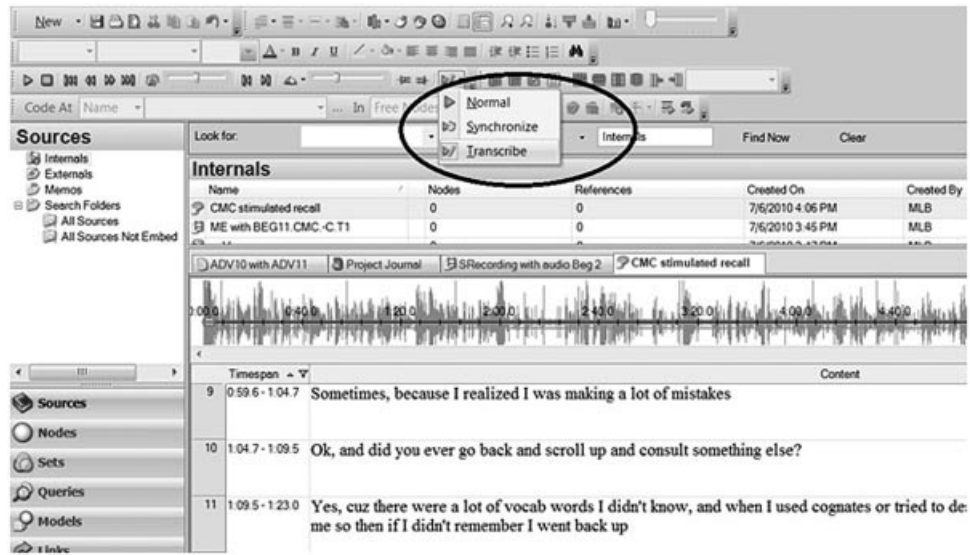 New
Code At Name ... In Free Nodes
Normal
Synchronize
Transcribe
Sources
Internals
Externals
Memos
Search Folders
All Sources
All Sources Not Embed
Look for: Internals Find Now Clear
Internals
Name Nodes References Created On Created By
CMC stimulated recall 0 0 7/6/2010 4:06 PM MLB
ME with BEG11.CMC.-C.T1 0 0 7/6/2010 3:45 PM MLB
ADV10 with ADV11 Project Journal SRecording with audio Beg 2 CMC stimulated recall
0:40.0 1:20.0 2:00.0 2:40.0 3:20.0 4:00.0 4:40.0
Timespan Content
9 0:59.6 - 1:04.7 Sometimes, because I realized I was making a lot of mistakes
10 1:04.7 - 1:09.5 Ok, and did you ever go back and scroll up and consult something else?
11 1:09.5 - 1:23.0 Yes, cuz there were a lot of vocab words I didn't know, and when I used cognates or tried to de
me so then if I didn't remember I went back up
Sources
Nodes
Sets
Queries
Models
Links